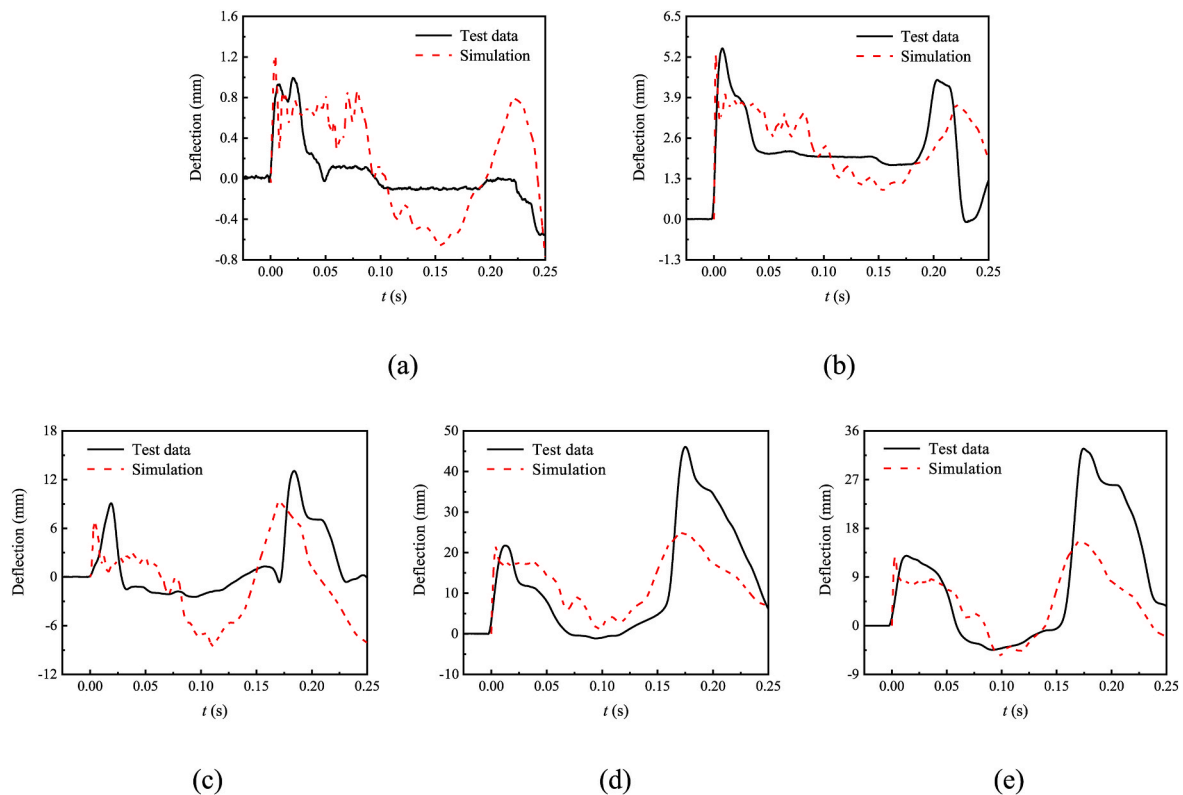 1.6
1.2
0.8
0.4
0.0
-0.4
-0.8
Deflection (mm)
Test data
Simulation
0.00 0.05 0.10 0.15 0.20 0.25
t (s)
(a)
6.5
5.2
3.9
2.6
1.3
0.0
-1.3
Deflection (mm)
Test data
Simulation
0.00 0.05 0.10 0.15 0.20 0.25
t (s)
(b)
18
12
6
0
-6
-12
Deflection (mm)
Test data
Simulation
0.00 0.05 0.10 0.15 0.20 0.25
t (s)
(c)
50
40
30
20
10
0
10
Deflection (mm)
Test data
Simulation
0.00 0.05 0.10 0.15 0.20 0.25
t (s)
(d)
36
27
18
9
0
-9
Deflection (mm)
Test data
Simulation
0.00 0.05 0.10 0.15 0.20 0.25
t (s)
(e)